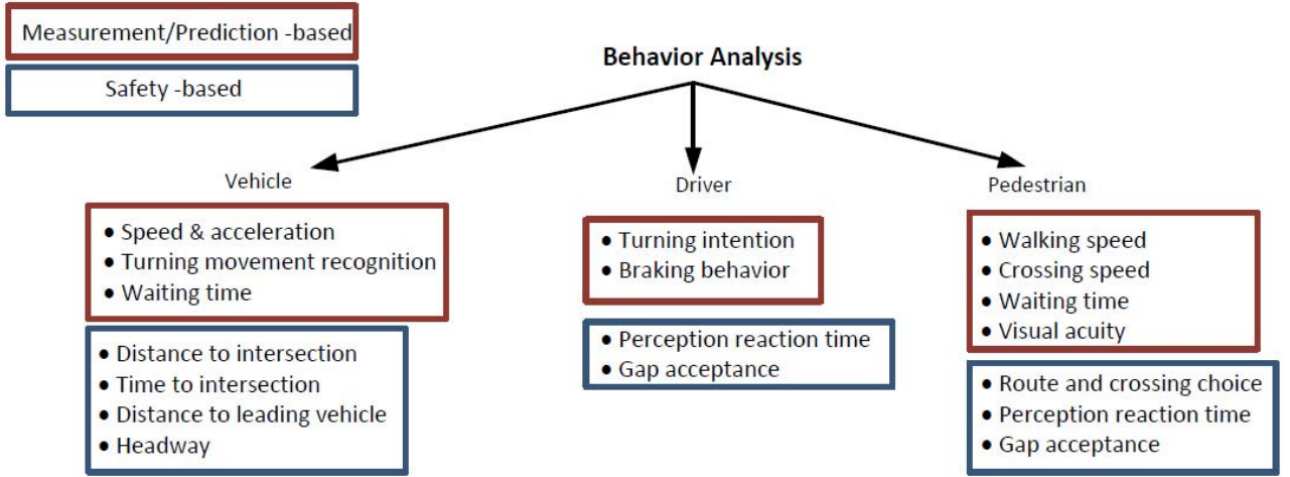 Measurement/Prediction -based
Safety -based
Behavior Analysis
Vehicle
• Speed & acceleration
• Turning movement recognition
• Waiting time
• Distance to intersection
• Time to intersection
• Distance to leading vehicle
• Headway
Driver
• Turning intention
• Braking behavior
• Perception reaction time
• Gap acceptance
Pedestrian
• Walking speed
• Crossing speed
• Waiting time
• Visual acuity
• Route and crossing choice
• Perception reaction time
• Gap acceptance